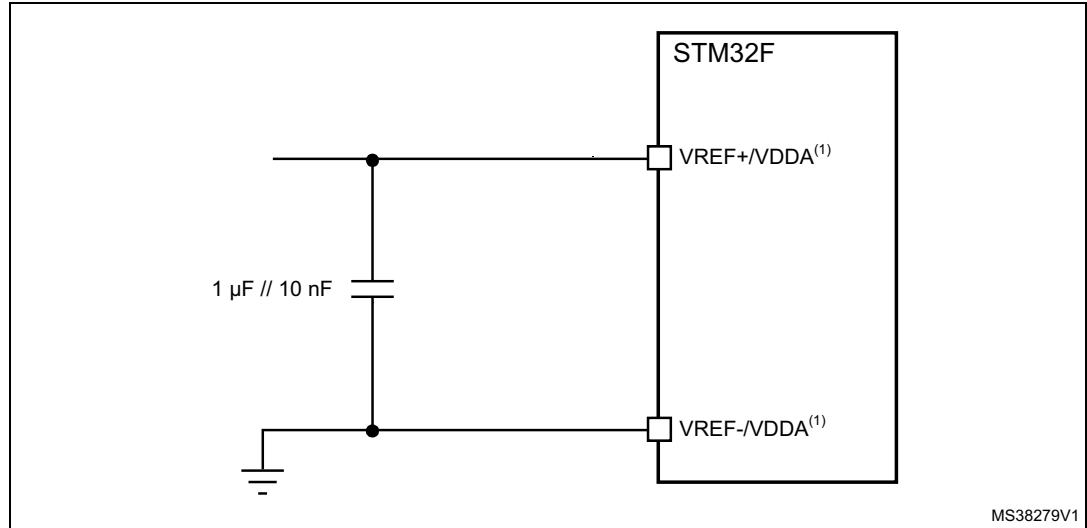 STM32F
VREF+/VDDA(1)
1 µF // 10 nF
VREF-/VDDA(1)
MS38279V1